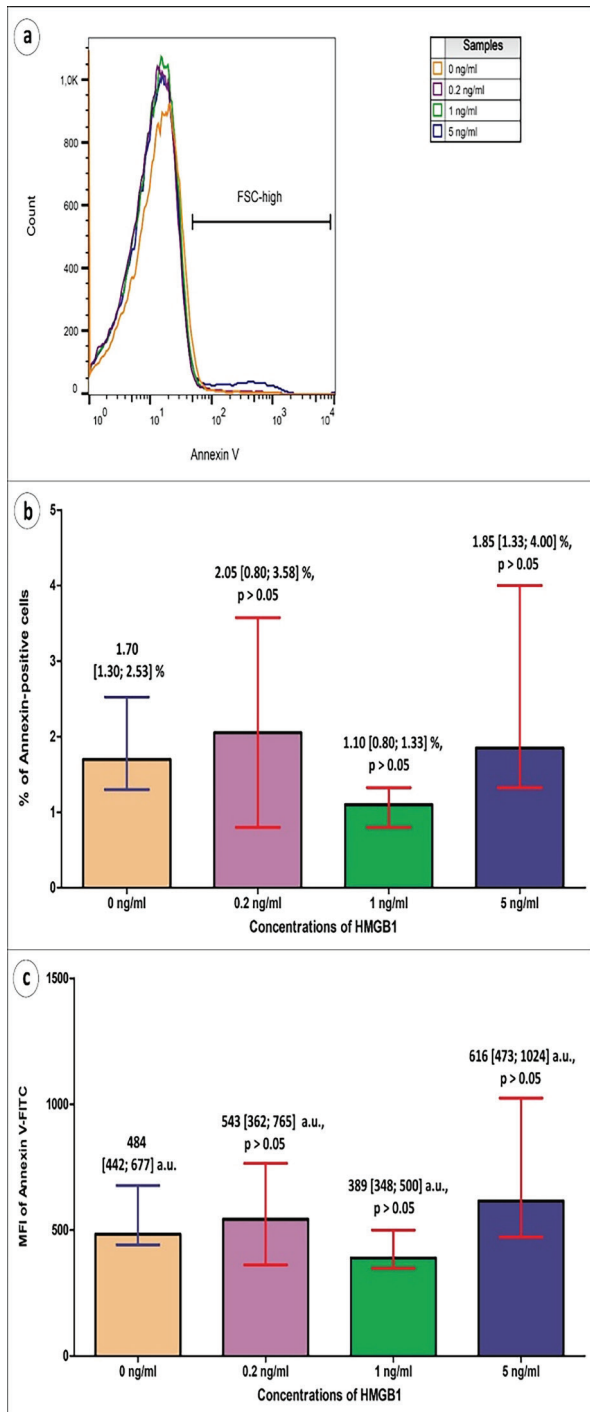 a
Samples
0 ng/ml
0.2 ng/ml
1 ng/ml
5 ng/ml
1,0K
800
600
400
200
0
Count
FSC-high
10^0
10^1
10^2
10^3
10^4
Annexin V
b
5
4
3
2
1
0
% of Annexin-positive cells
1.70
[1.30; 2.53] %
2.05 [0.80; 3.58] %,
p > 0.05
1.10 [0.80; 1.33] %,
p > 0.05
1.85 [1.33; 4.00] %,
p > 0.05
0 ng/ml
0.2 ng/ml
1 ng/ml
5 ng/ml
Concentrations of HMGB1
c
1500
1000
500
0
MFI of Annexin V-FITC
484
[442; 677] a.u.
543 [362; 765] a.u.,
p > 0.05
389 [348; 500] a.u.,
p > 0.05
616 [473; 1024] a.u.,
p > 0.05
0 ng/ml
0.2 ng/ml
1 ng/ml
5 ng/ml
Concentrations of HMGB1